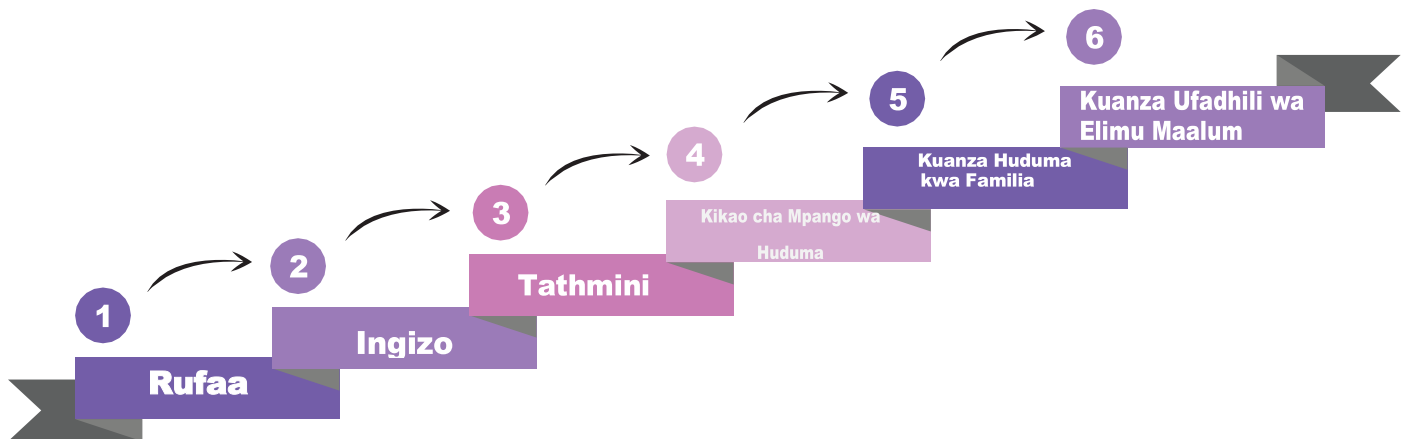 1
Rufaa
2
Ingizo
3
Tathmini
4
Kikao cha Mpango wa
Huduma
5
Kuanza Huduma
kwa Familia
6
Kuanza Ufadhili wa
Elimu Maalum